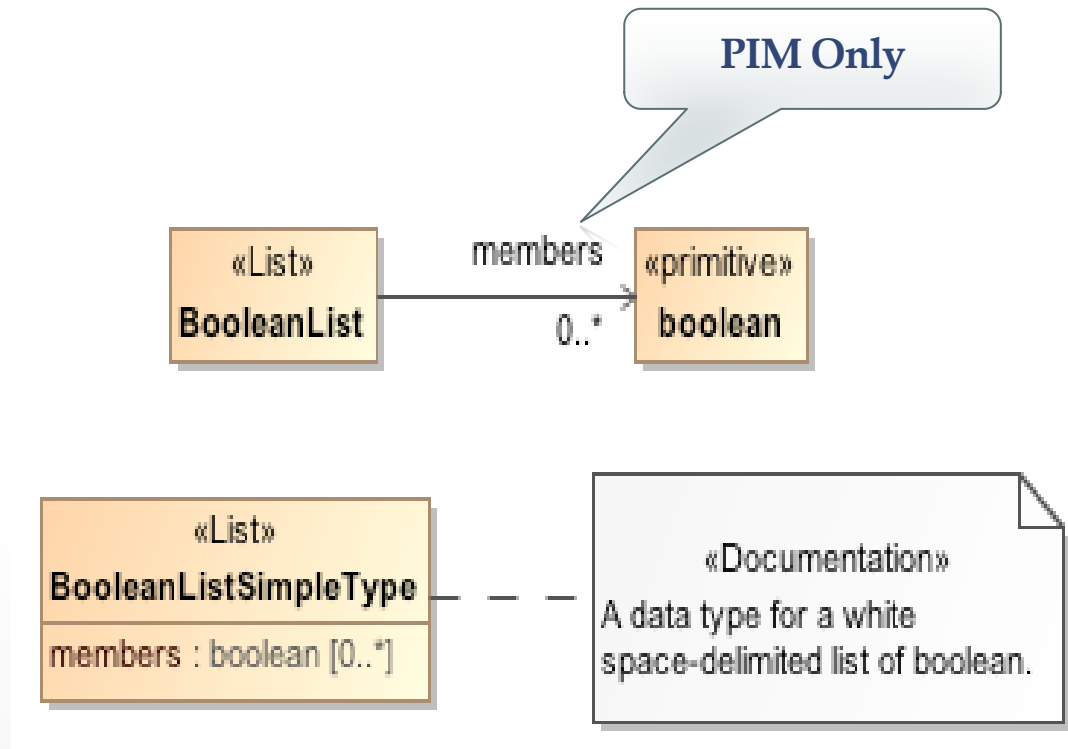 PIM Only
«List»
BooleanList
members
0..*
«primitive»
boolean
«List»
BooleanListSimpleType
members : boolean [0..*]
«Documentation»
A data type for a white
space-delimited list of boolean.